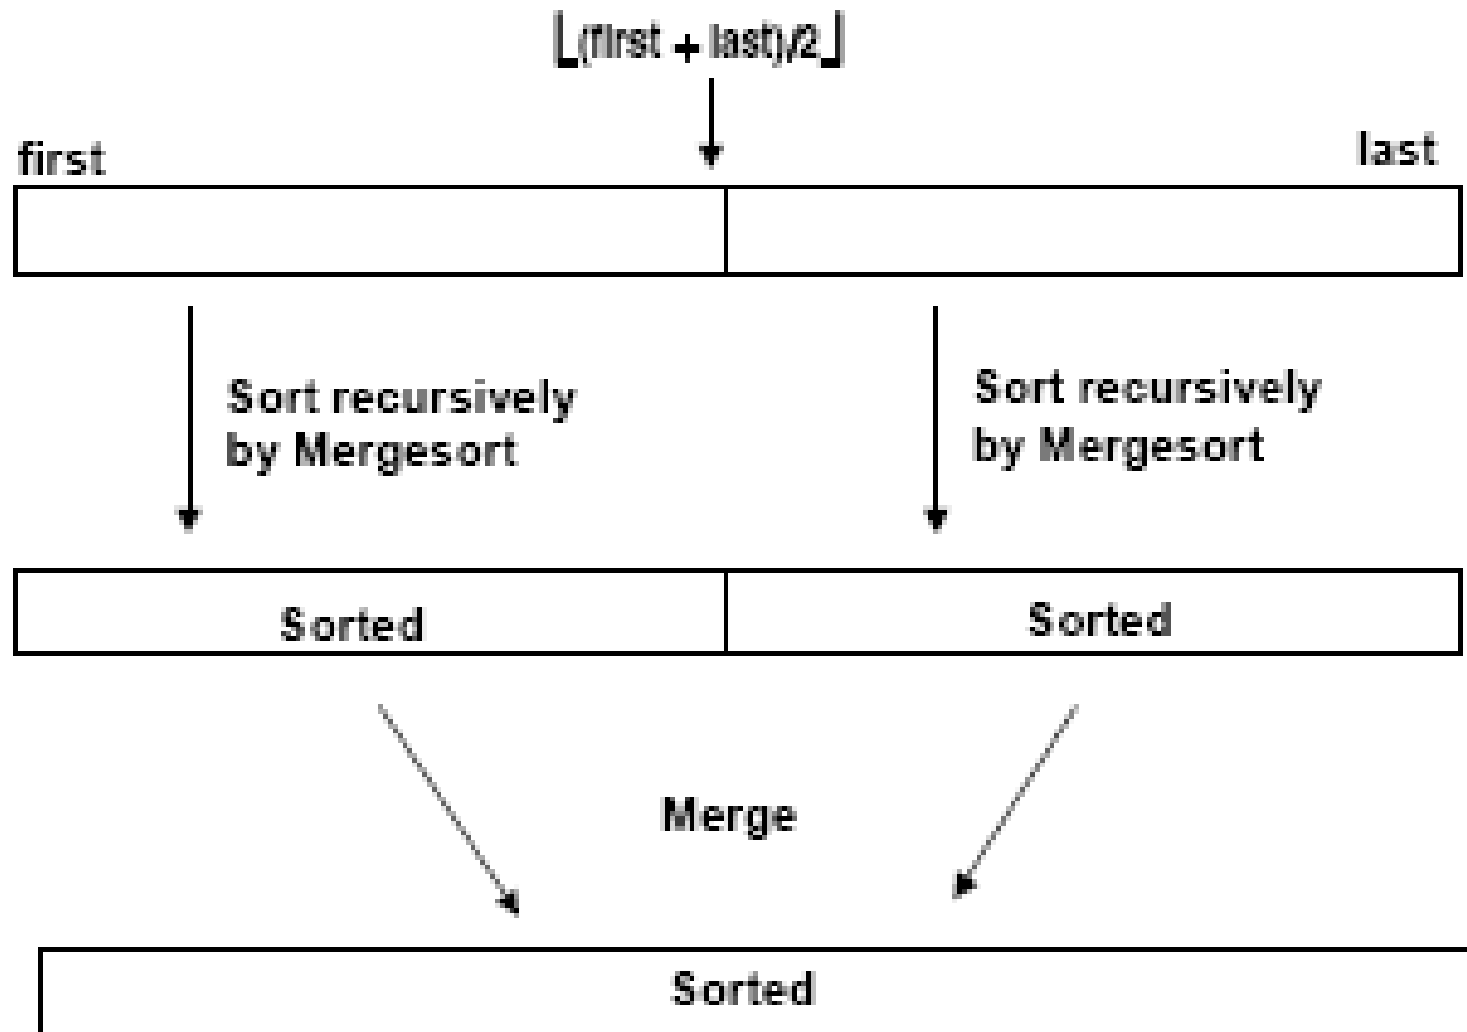 ⌊(first + last)/2⌋
first
last
Sort recursively
by Mergesort
Sort recursively
by Mergesort
Sorted
Sorted
Merge
Sorted